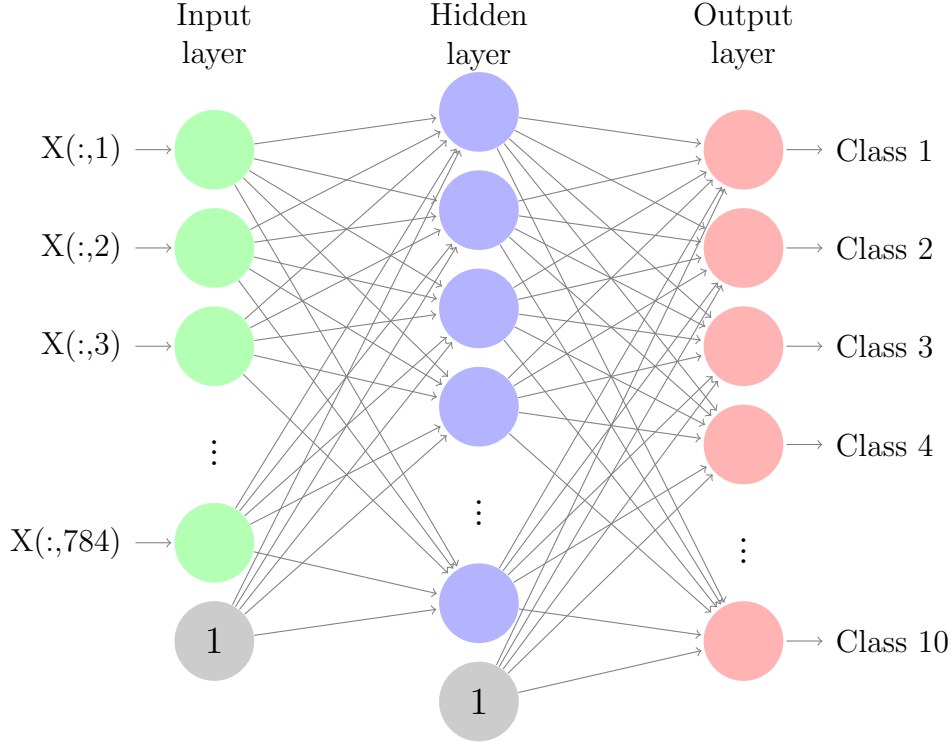 Input
layer
Hidden
layer
Output
layer
X(:,1)
X(:,2)
X(:,3)
⋮
X(:,784)
1
⋮
1
Class 1
Class 2
Class 3
Class 4
⋮
Class 10